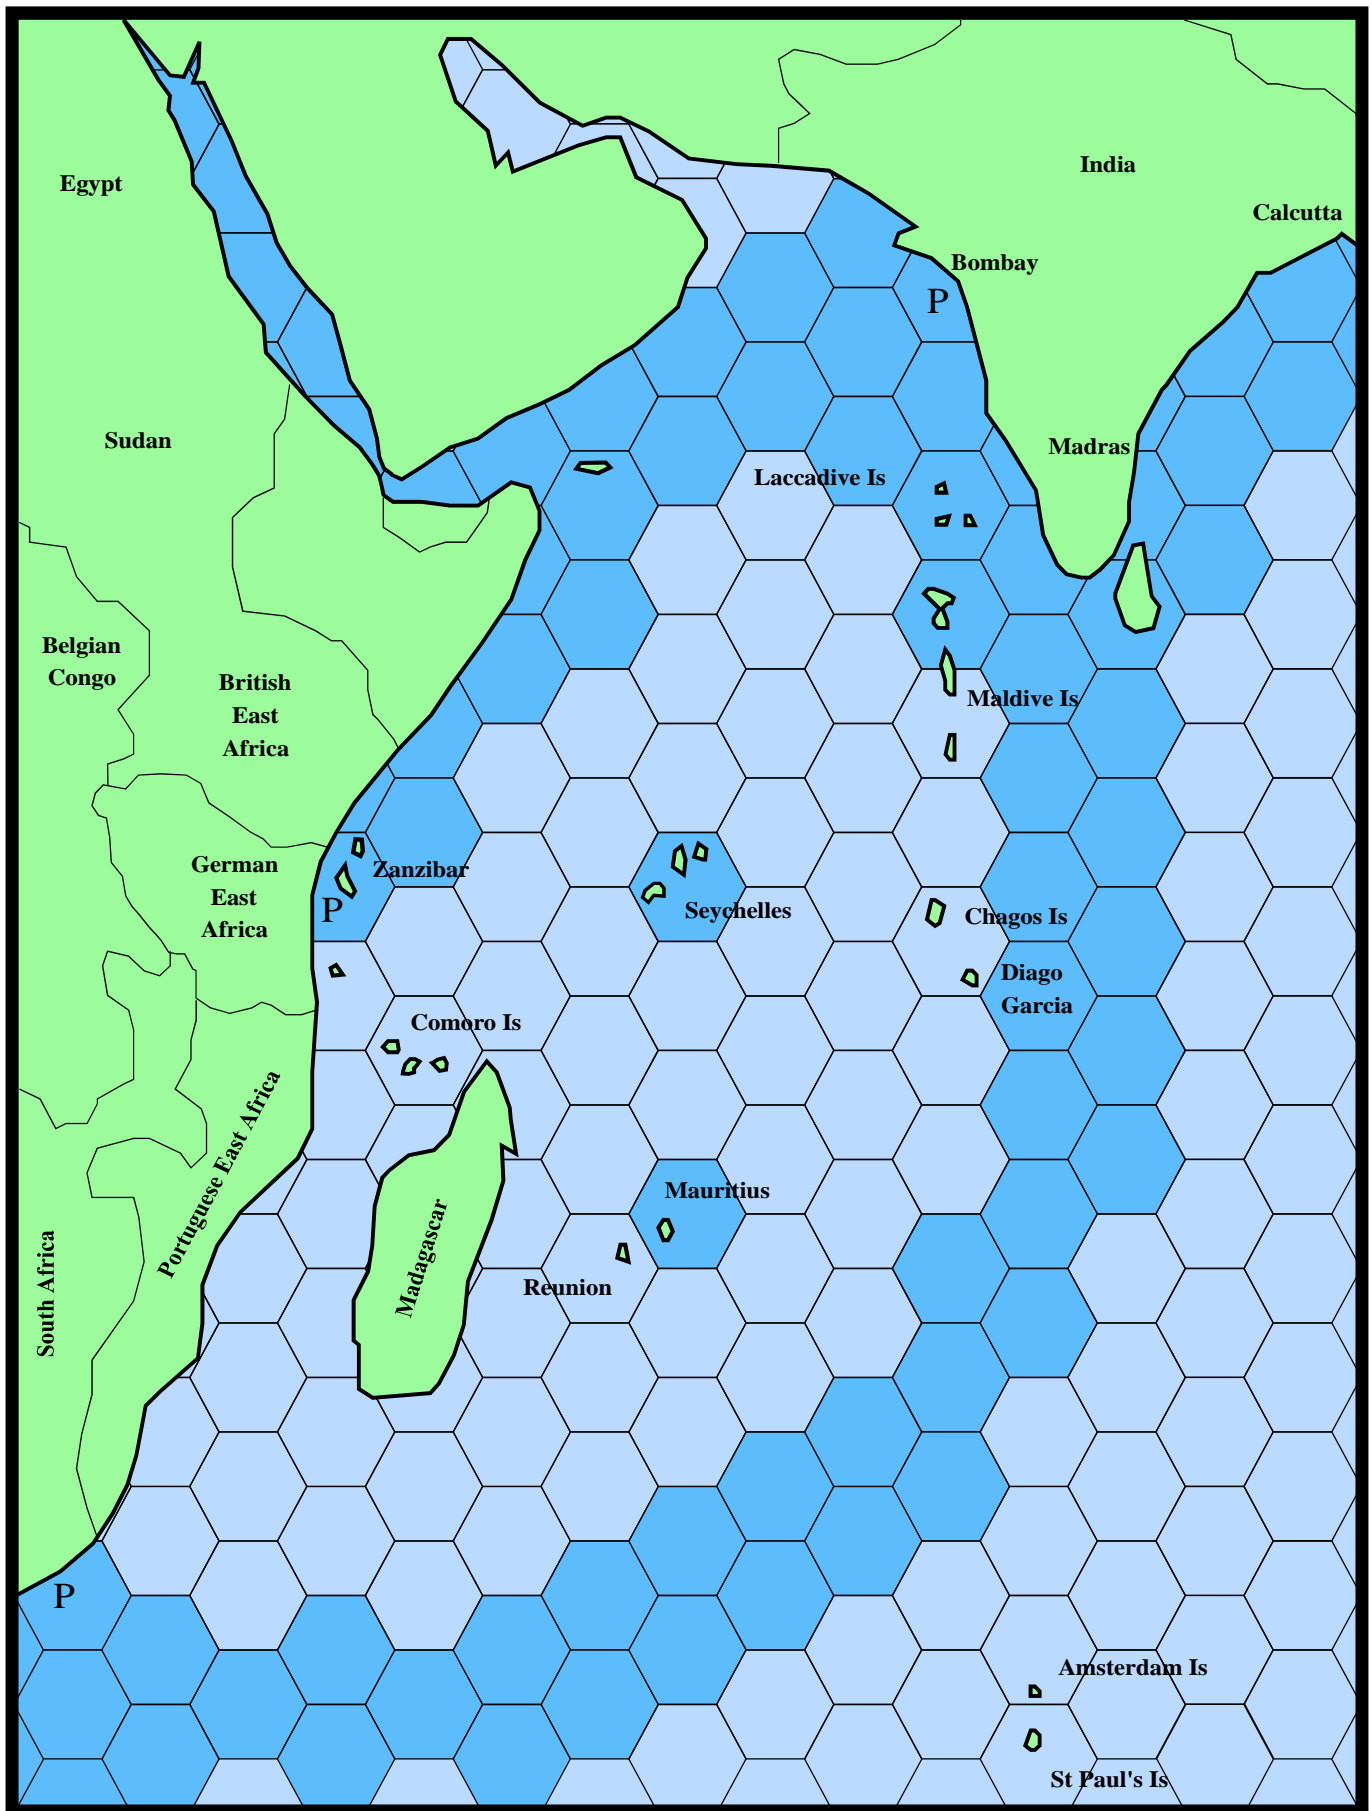 India
Egypt
Calcutta
Bombay
P
Sudan
Madras
Laccadive Is
Belgian
Congo
British
East
Africa
Maldive Is
German
East
Africa
Zanzibar
P
Seychelles
Chagos Is
Diago
Garcia
Comoro Is
Portuguese East Africa
Mauritius
Madagascar
Reunion
South Africa
P
Amsterdam Is
St Paul's Is